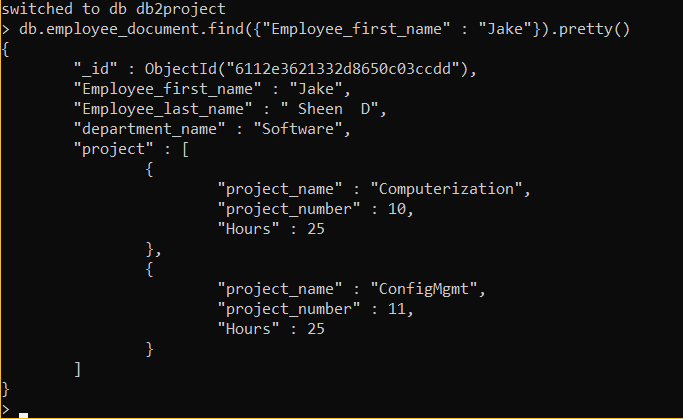 switched to db db2project
> db.employee_document.find({"Employee_first_name" : "Jake"}).pretty()
{
        "_id" : ObjectId("6112e3621332d8650c03ccdd"),
        "Employee_first_name" : "Jake",
        "Employee_last_name" : " Sheen  D",
        "department_name" : "Software",
        "project" : [
                {
                        "project_name" : "Computerization",
                        "project_number" : 10,
                        "Hours" : 25
                },
                {
                        "project_name" : "ConfigMgmt",
                        "project_number" : 11,
                        "Hours" : 25
                }
        ]
}
>